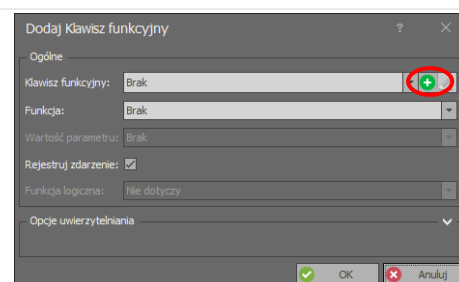 Dodaj Klawisz funkcyjny ? ×
Ogólne
Klawisz funkcyjny: Brak
Funkcja: Brak
Wartość parametru: Brak
Rejestruj zdarzenie:
Funkcja logiczna: Nie dotyczy
Opcje uwierzytelniania
OK Anuluj